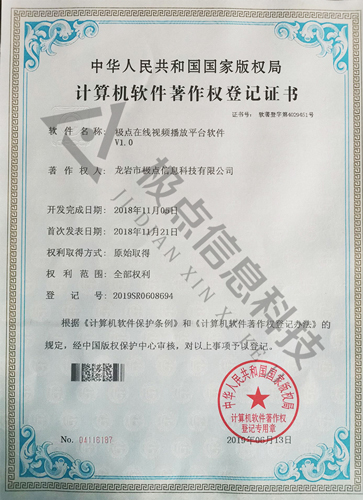 中华人民共和国国家版权局
计算机软件著作权登记证书
证书号： 软著登字第4029451号
软件名称： 极点在线视频播放平台软件
V1.0
著作权人： 龙岩市极点信息科技有限公司
开发完成日期： 2018年11月05日
首次发表日期： 2018年11月21日
权利取得方式： 原始取得
权利范围： 全部权利
登记号： 2019SR0608694
根据《计算机软件保护条例》和《计算机软件著作权登记办法》的
规定，经中国版权保护中心审核，对以上事项予以登记。
中华人民共和国国家版权局
计算机软件著作权
登记专用章
No. 04116187
2019年06月13日
极点信息科技
JI DIAN XIN XI